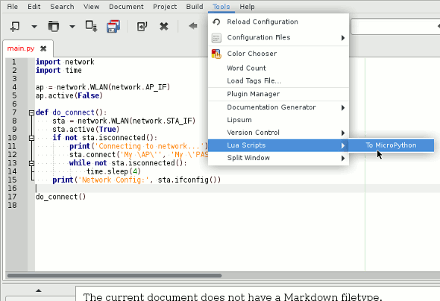 File Edit Search View Document Project Build Tools Help
main.py
Reload Configuration
Configuration Files
Color Chooser
Word Count
Load Tags File...
Plugin Manager
Documentation Generator
Lipsum
Version Control
Lua Scripts
Split Window
To MicroPython
1 import network
2 import time
3
4 ap = network.WLAN(network.AP_IF)
5 ap.active(False)
6
7 def do_connect():
8 sta = network.WLAN(network.STA_IF)
9 sta.active(True)
10 if not sta.isconnected():
11 print('Connecting to network...')
12 sta.connect('My \AP\'', 'My \'PAS
13 while not sta.isconnected():
14 time.sleep(4)
15 print('Network Config:', sta.ifconfig())
16
17 do_connect()
18
The current document does not have a Markdown filetype.